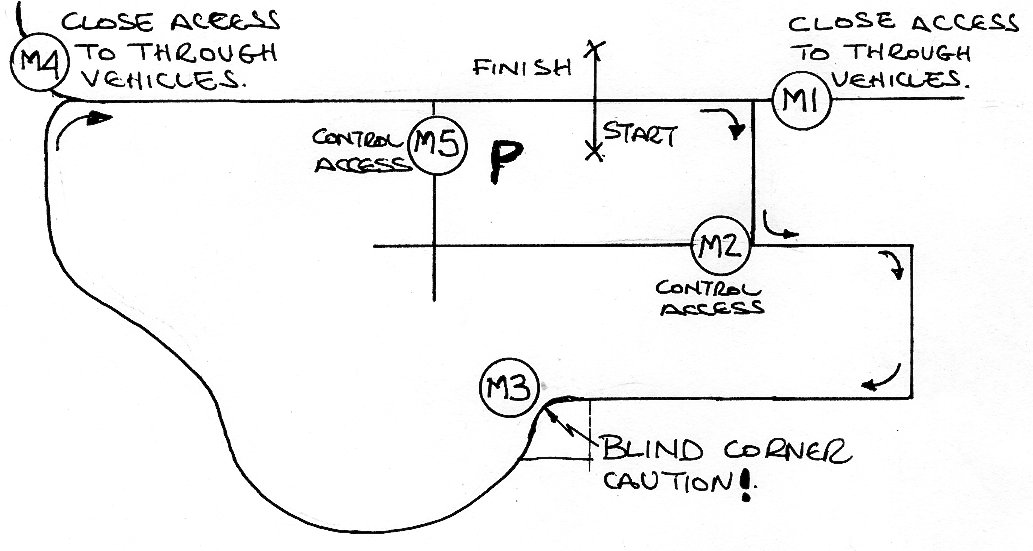 CLOSE ACCESS
TO THROUGH
VEHICLES.
M4
FINISH
CLOSE ACCESS
TO THROUGH
VEHICLES.
M1
CONTROL
ACCESS
M5
P
START
M2
CONTROL
ACCESS
M3
BLIND CORNER
CAUTION!